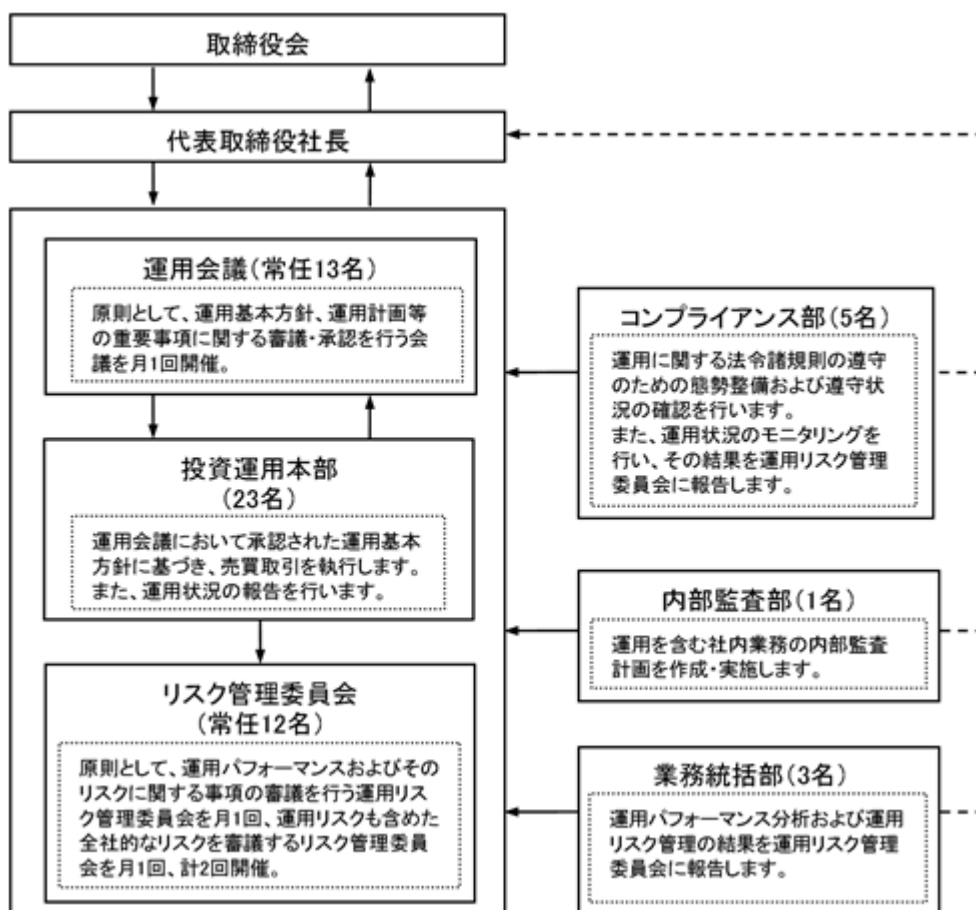 取締役会
代表取締役社長
運用会議(常任13名)
原則として、運用基本方針、運用計画等
の重要事項に関する審議・承認を行う会
議を月1回開催。
投資運用本部
(23名)
運用会議において承認された運用基本
方針に基づき、売買取引を執行します。
また、運用状況の報告を行います。
リスク管理委員会
(常任12名)
原則として、運用パフォーマンスおよびその
リスクに関する事項の審議を行う運用リス
ク管理委員会を月1回、運用リスクも含めた
全社的なリスクを審議するリスク管理委員
会を月1回、計2回開催。
コンプライアンス部(5名)
運用に関する法令諸規則の遵守
のための態勢整備および遵守状
況の確認を行います。
また、運用状況のモニタリングを
行い、その結果を運用リスク管理
委員会に報告します。
内部監査部(1名)
運用を含む社内業務の内部監査
計画を作成・実施します。
業務統括部(3名)
運用パフォーマンス分析および運用
リスク管理の結果を運用リスク管理
委員会に報告します。